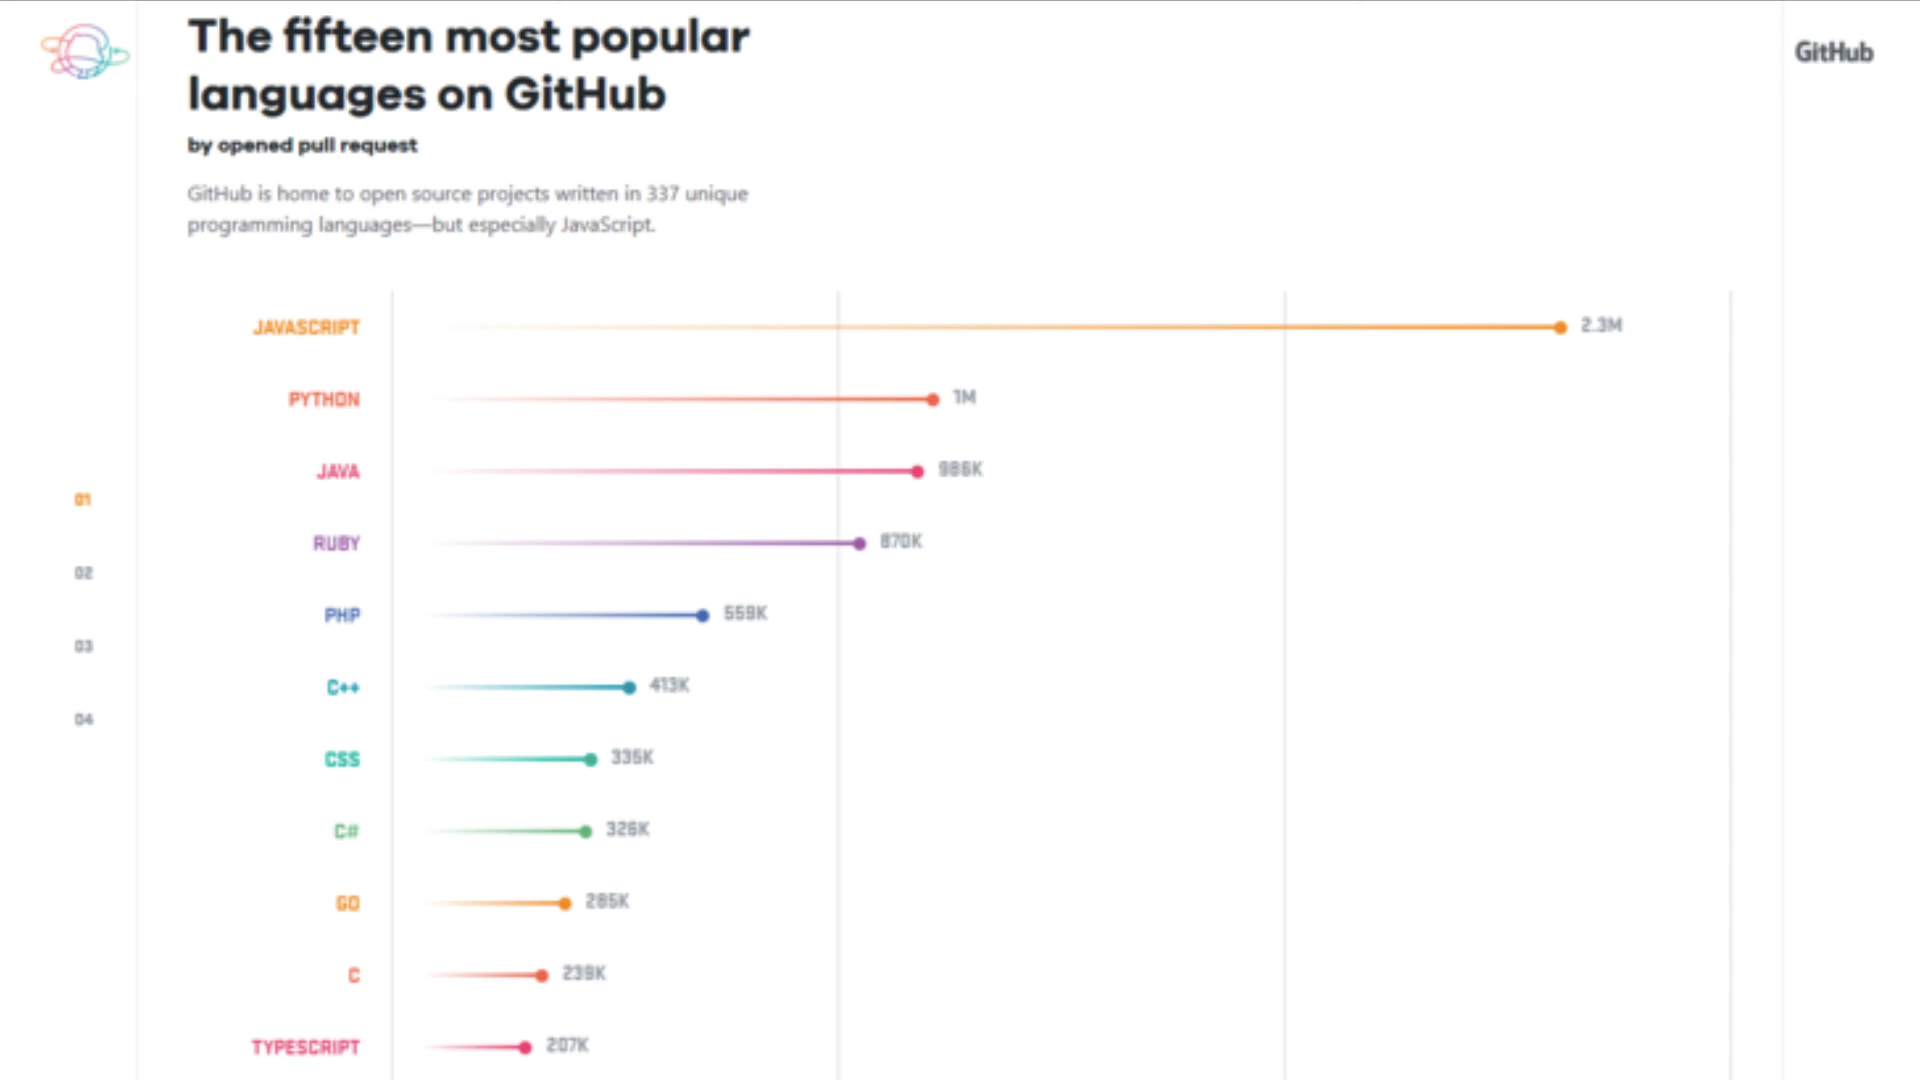 The fifteen most popular
languages on GitHub
GitHub
by opened pull request
GitHub is home to open source projects written in 337 unique
programming languages—but especially JavaScript.
JAVASCRIPT 2.3M
PYTHON 1M
JAVA 986K
01
RUBY 870K
02
PHP 559K
03
C++ 413K
04
CSS 335K
C# 326K
GO 285K
C 239K
TYPESCRIPT 207K